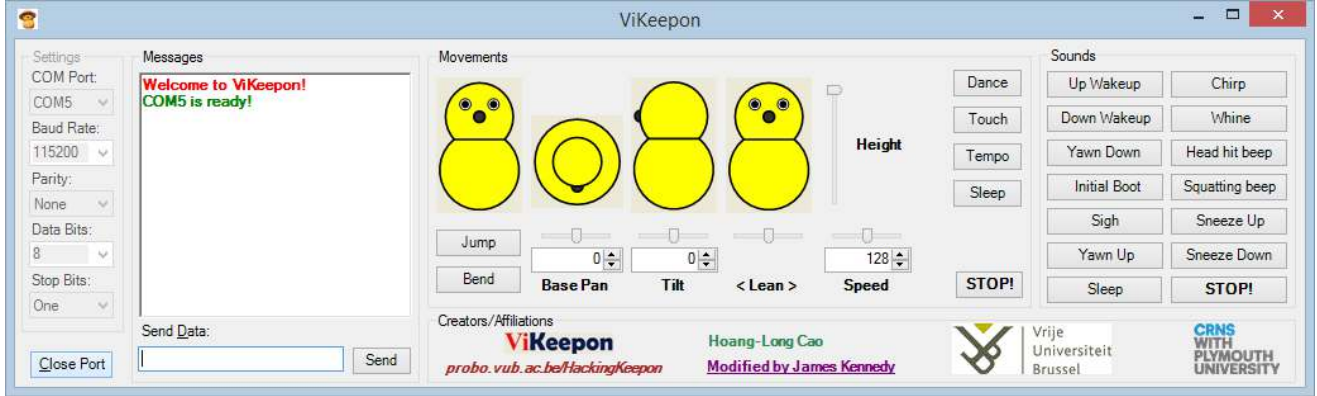 ViKeepon
Settings
COM Port:
COM5
Baud Rate:
115200
Parity:
None
Data Bits:
8
Stop Bits:
One
Close Port
Messages
Welcome to ViKeepon!
COM5 is ready!
Send Data:
Send
Movements
Height
Jump
Bend
0
0
128
Base Pan
Tilt
< Lean >
Speed
Dance
Touch
Tempo
Sleep
STOP!
Sounds
Up Wakeup
Chirp
Down Wakeup
Whine
Yawn Down
Head hit beep
Initial Boot
Squatting beep
Sigh
Sneeze Up
Yawn Up
Sneeze Down
Sleep
STOP!
Creators/Affiliations
ViKeepon
probo.vub.ac.be/HackingKeepon
Hoang-Long Cao
Modified by James Kennedy
Vrije
Universiteit
Brussel
CRNS
WITH
PLYMOUTH
UNIVERSITY